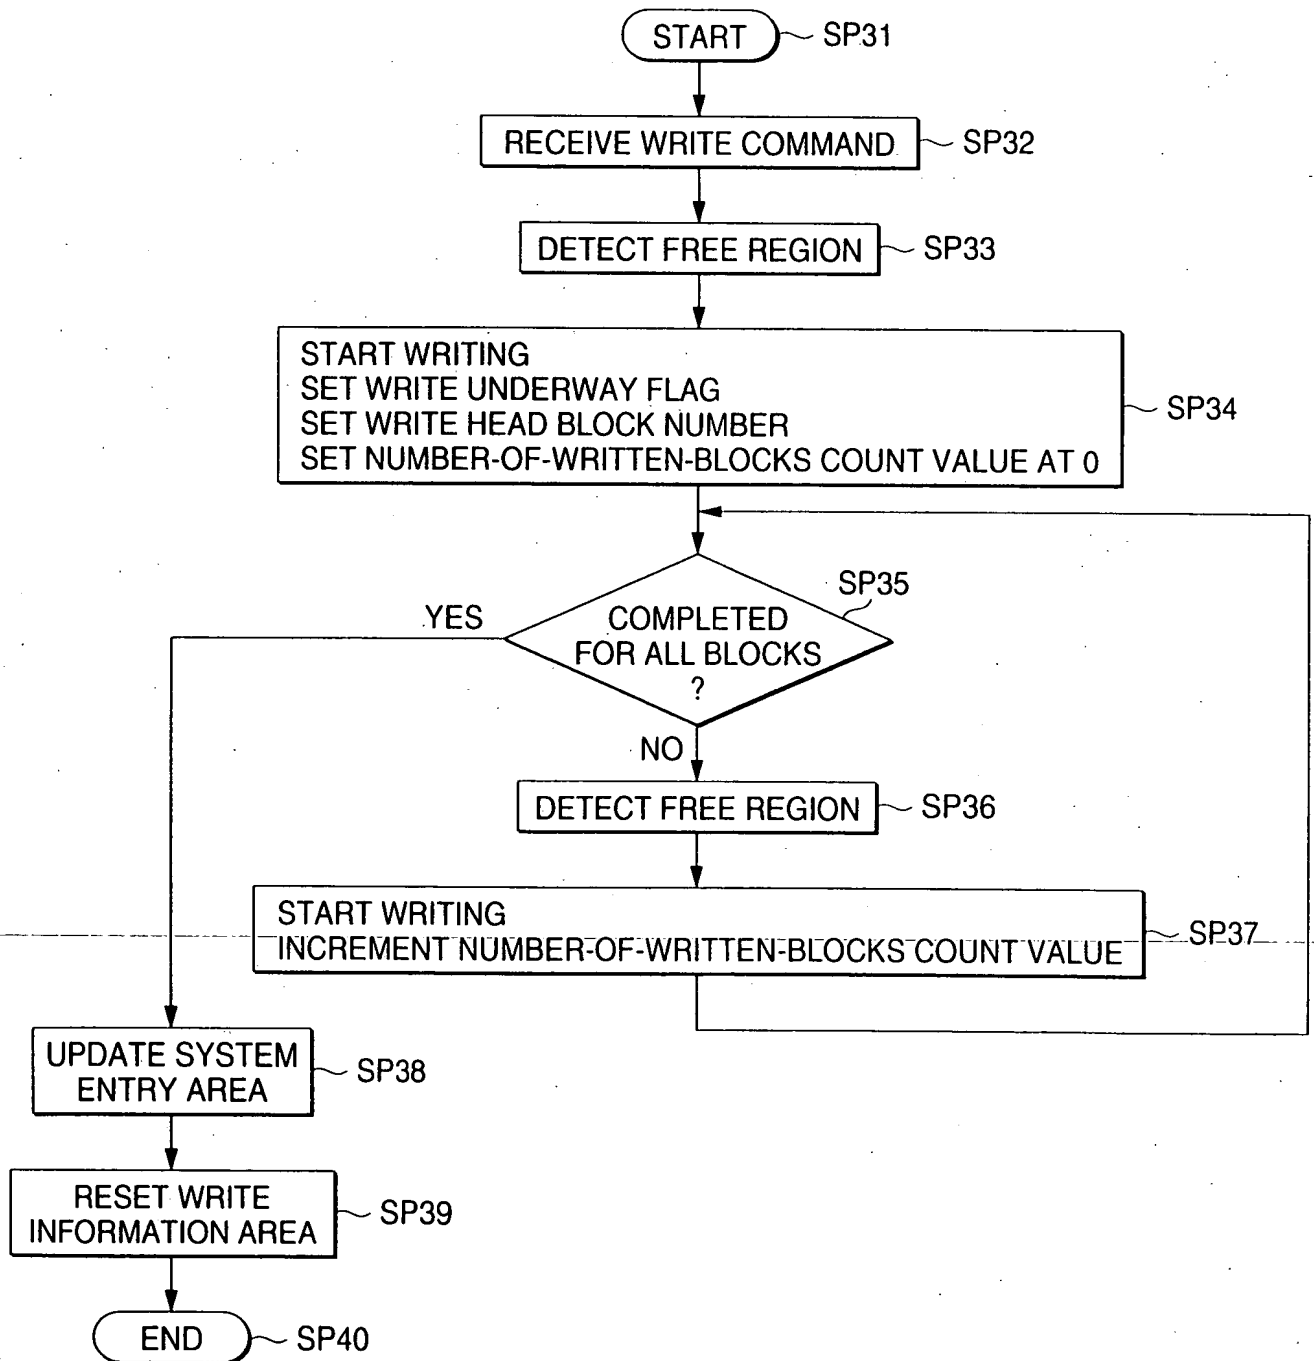 START
SP31
RECEIVE WRITE COMMAND
SP32
DETECT FREE REGION
SP33
START WRITING
SET WRITE UNDERWAY FLAG
SET WRITE HEAD BLOCK NUMBER
SET NUMBER-OF-WRITTEN-BLOCKS COUNT VALUE AT 0
SP34
SP35
YES
COMPLETED
FOR ALL BLOCKS
?
NO
DETECT FREE REGION
SP36
START WRITING
INCREMENT NUMBER-OF-WRITTEN-BLOCKS COUNT VALUE
SP37
UPDATE SYSTEM
ENTRY AREA
SP38
RESET WRITE
INFORMATION AREA
SP39
END
SP40